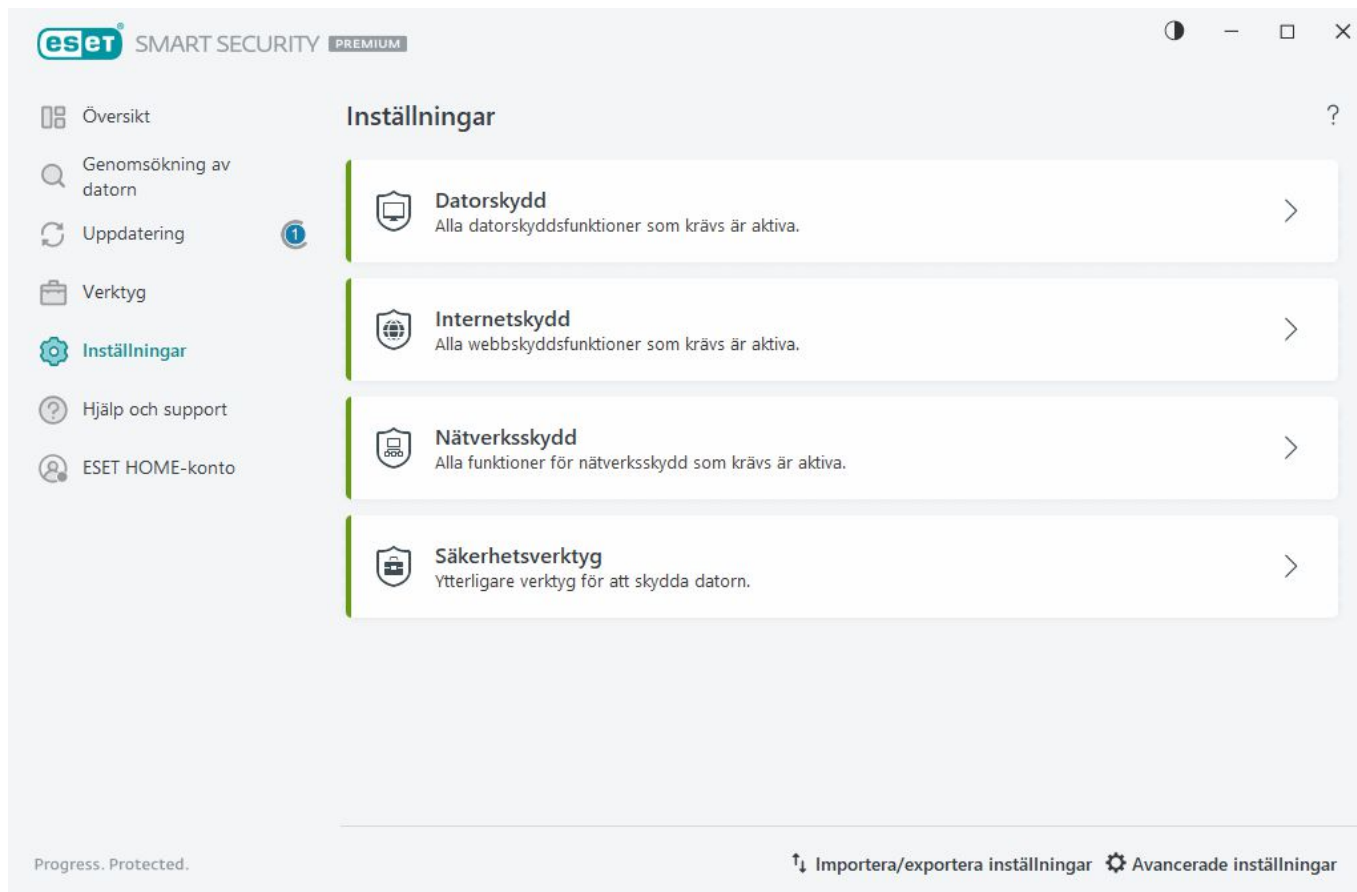 eset SMART SECURITY PREMIUM
Översikt
Genomsökning av
datorn
Uppdatering 1
Verktyg
Inställningar
Hjälp och support
ESET HOME-konto
Inställningar ?
Datorskydd
Alla datorskyddsfunktioner som krävs är aktiva.
Internetskydd
Alla webbskyddsfunktioner som krävs är aktiva.
Nätverksskydd
Alla funktioner för nätverksskydd som krävs är aktiva.
Säkerhetsverktyg
Ytterligare verktyg för att skydda datorn.
Progress. Protected.
Importera/exportera inställningar Avancerade inställningar